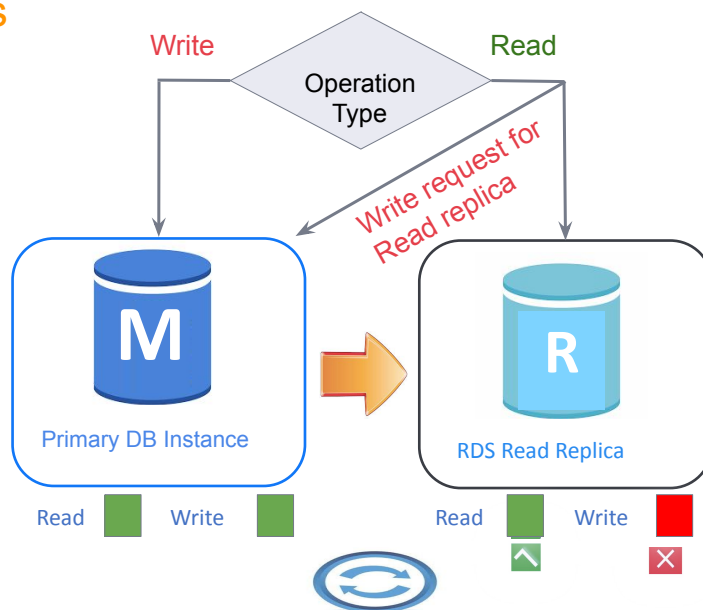 s
Write
Read
Operation
Type
Write request for
Read replica
M
R
Primary DB Instance
RDS Read Replica
Read
Write
Read
Write